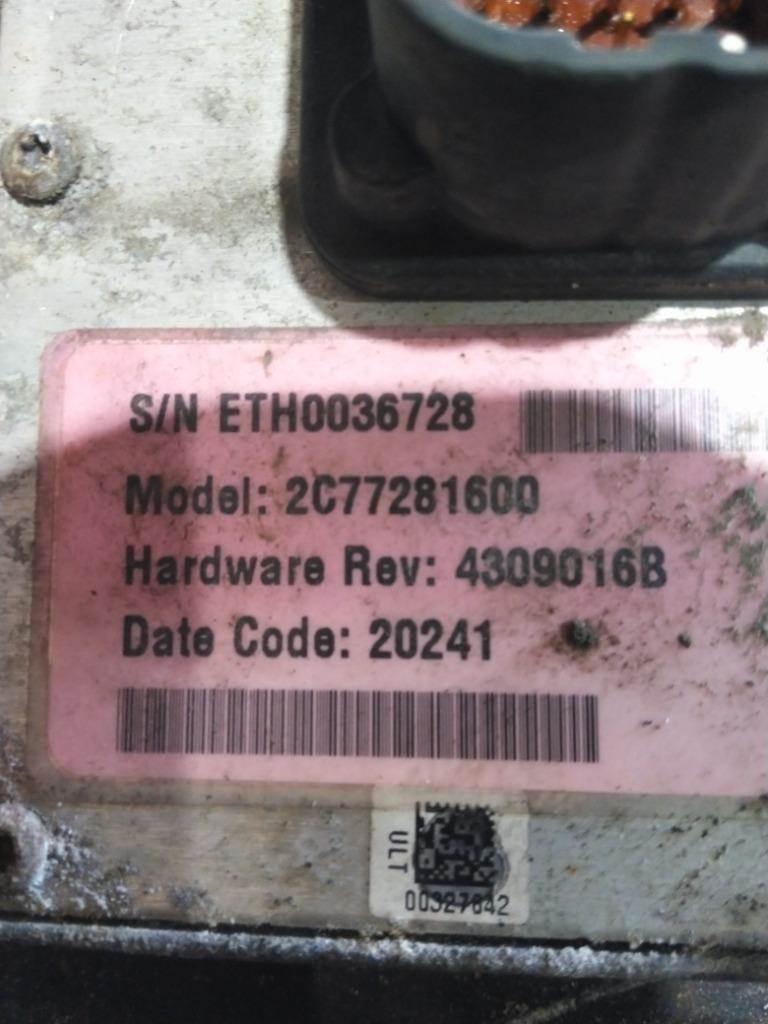 S/N ETH0036728
Model: 2C77281600
Hardware Rev: 4309016B
Date Code: 20241
ULT
00327642